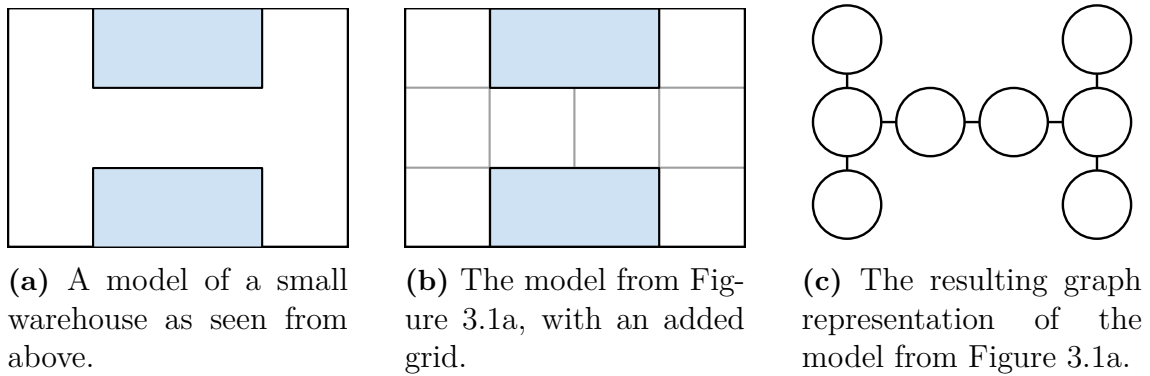 (a) A model of a small
warehouse as seen from
above.
(b) The model from Fig-
ure 3.1a, with an added
grid.
(c) The resulting graph
representation of the
model from Figure 3.1a.